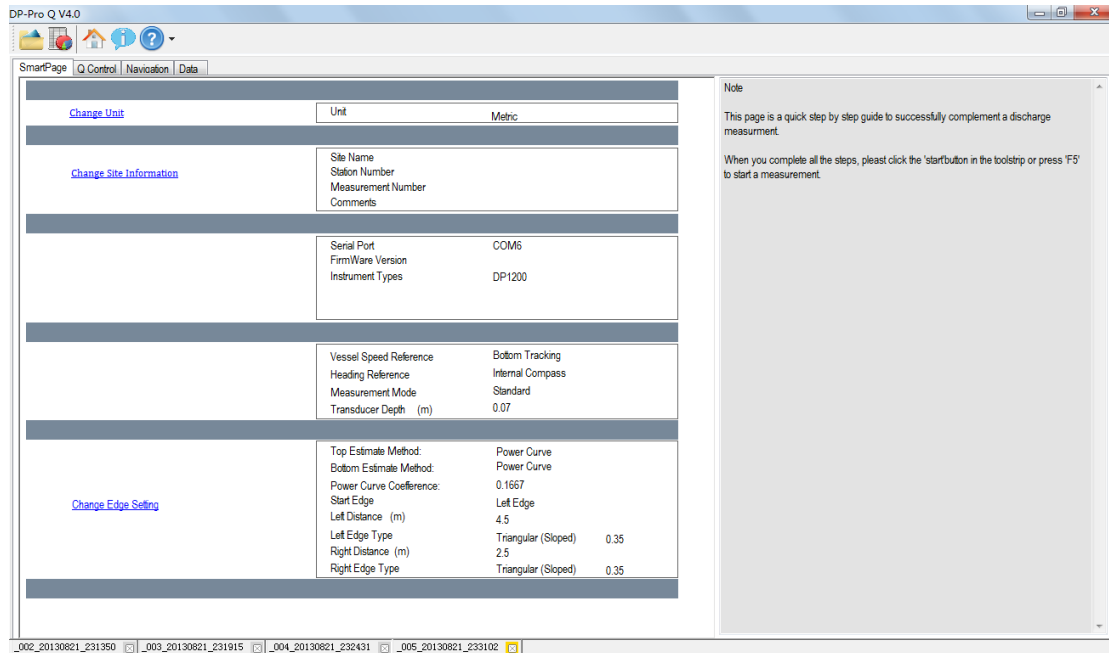 DP-Pro Q V4.0
SmartPage Q Control Navigation Data
Change Unit
Unit Metric
Change Site Information
Site Name
Station Number
Measurement Number
Comments
Serial Port COM6
FirmWare Version
Instrument Types DP1200
Vessel Speed Reference Bottom Tracking
Heading Reference Internal Compass
Measurement Mode Standard
Transducer Depth (m) 0.07
Change Edge Setting
Top Estimate Method: Power Curve
Bottom Estimate Method: Power Curve
Power Curve Coefference: 0.1667
Start Edge Left Edge
Left Distance (m) 4.5
Left Edge Type Triangular (Sloped) 0.35
Right Distance (m) 2.5
Right Edge Type Triangular (Sloped) 0.35
Note
This page is a quick step by step guide to successfully complement a discharge
measurment.
When you complete all the steps, pleast click the 'start'button in the toolstrip or press 'F5'
to start a measurement.
_002_20130821_231350 _003_20130821_231915 _004_20130821_232431 _005_20130821_233102